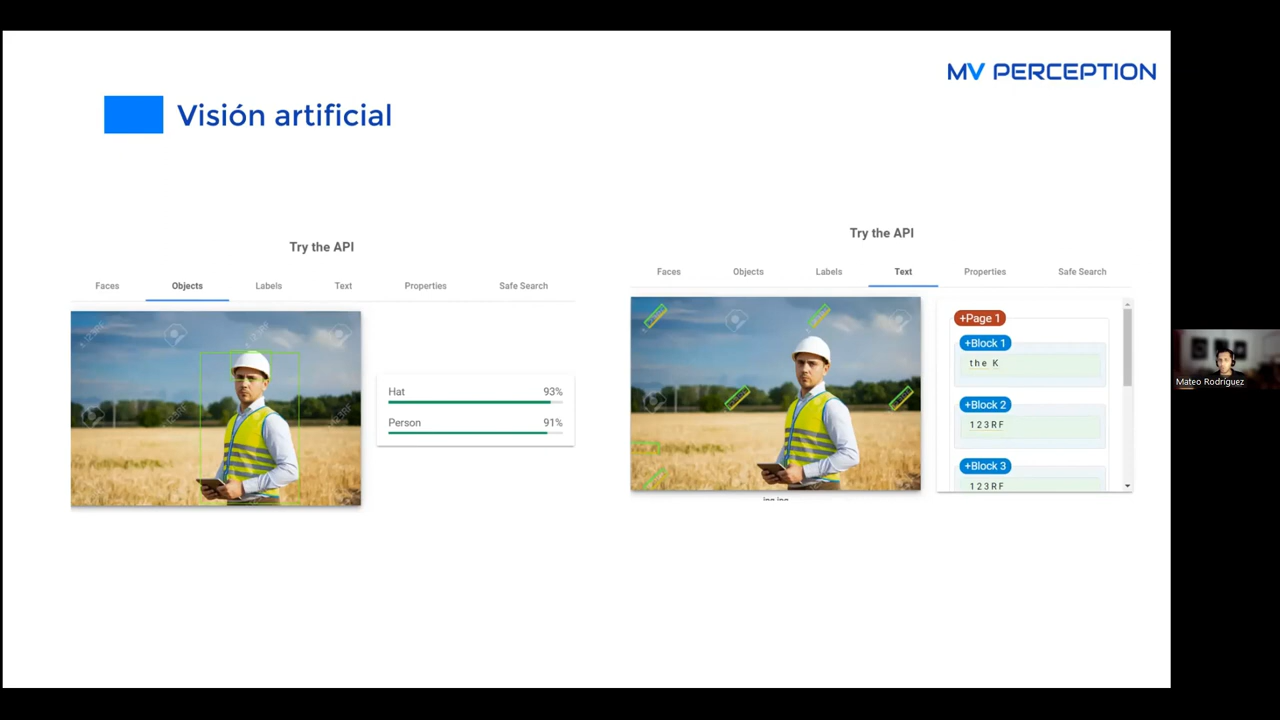 MV PERCEPTION
Visión artificial
Try the API
Faces Objects Labels Text Properties Safe Search
Hat 93%
Person 91%
Try the API
Faces Objects Labels Text Properties Safe Search
+Page 1
+Block 1
the K
+Block 2
123RF
+Block 3
123RF
Mateo Rodríguez